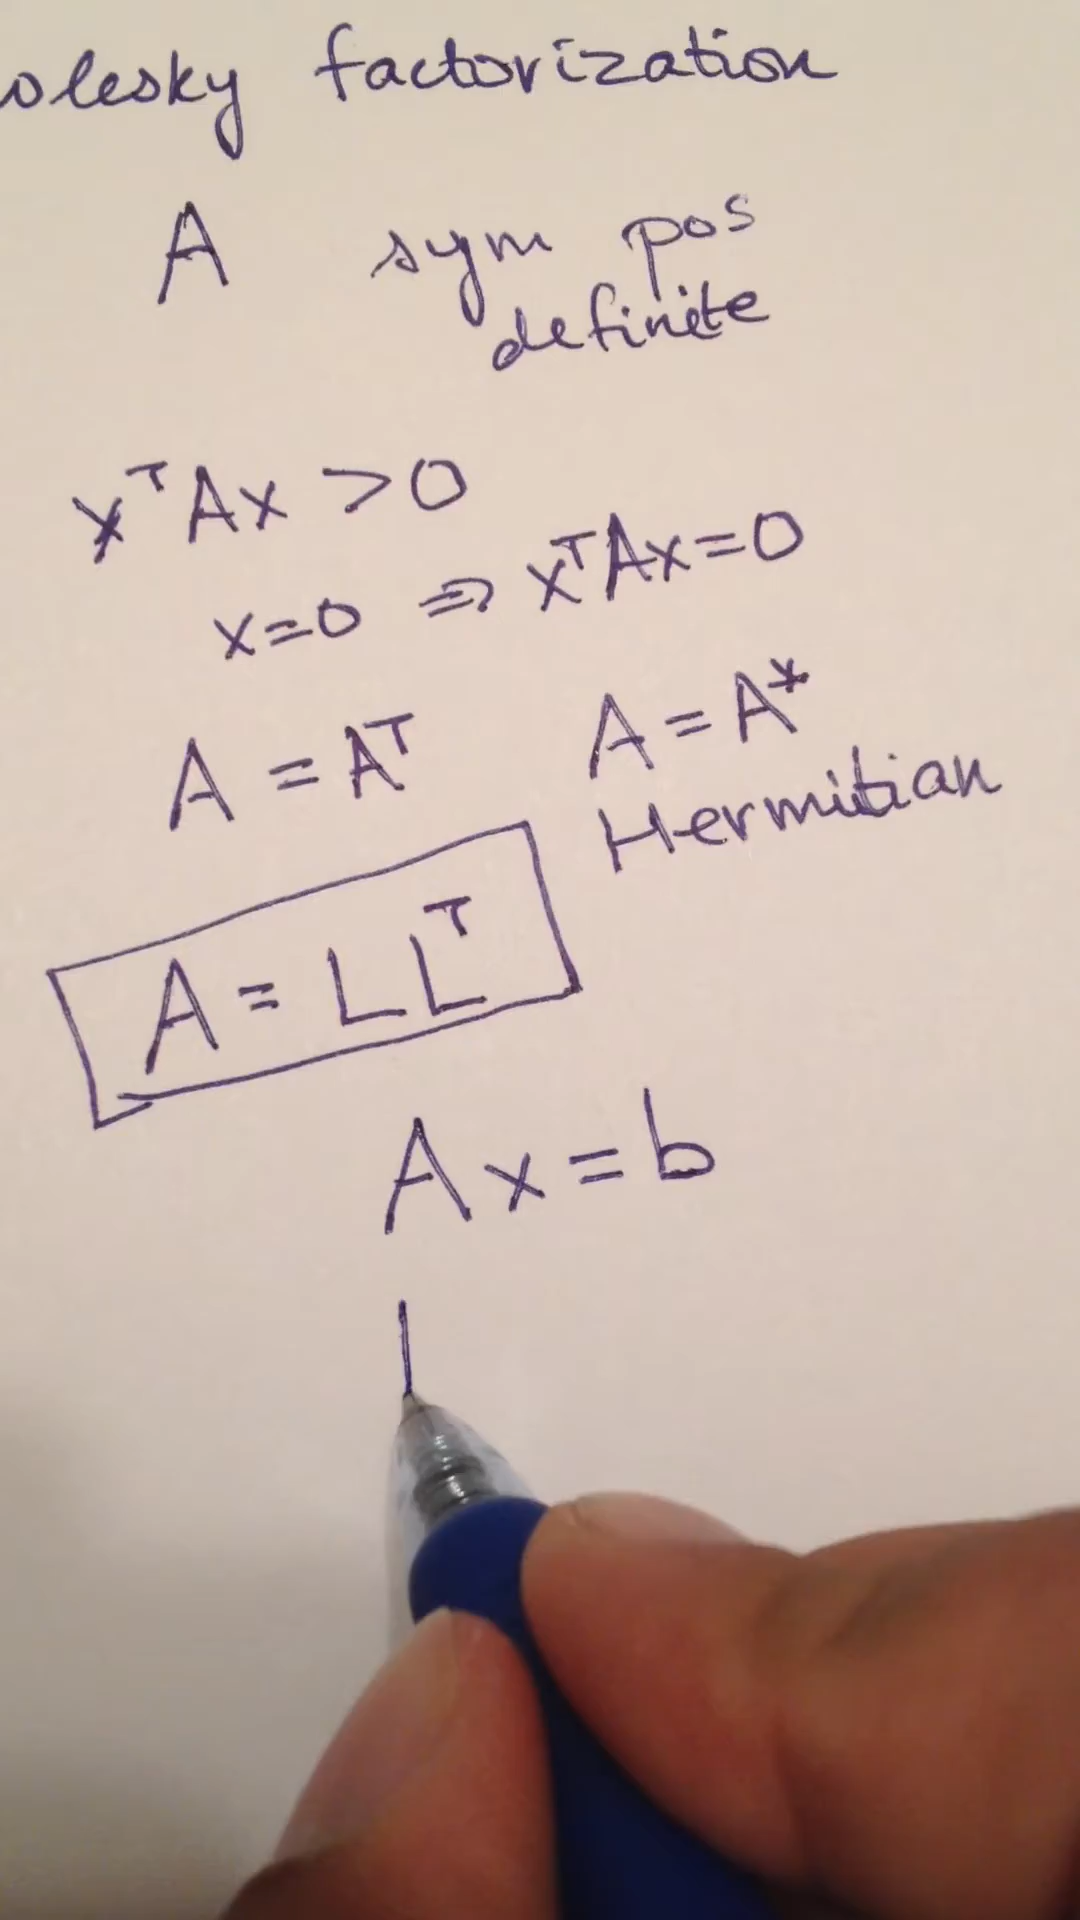 olesky factorization
A sym pos
definite
x^T Ax > 0
x=0 ⇒ x^T Ax=0
A = A^T A = A*
Hermitian
A = LL^T
Ax = b